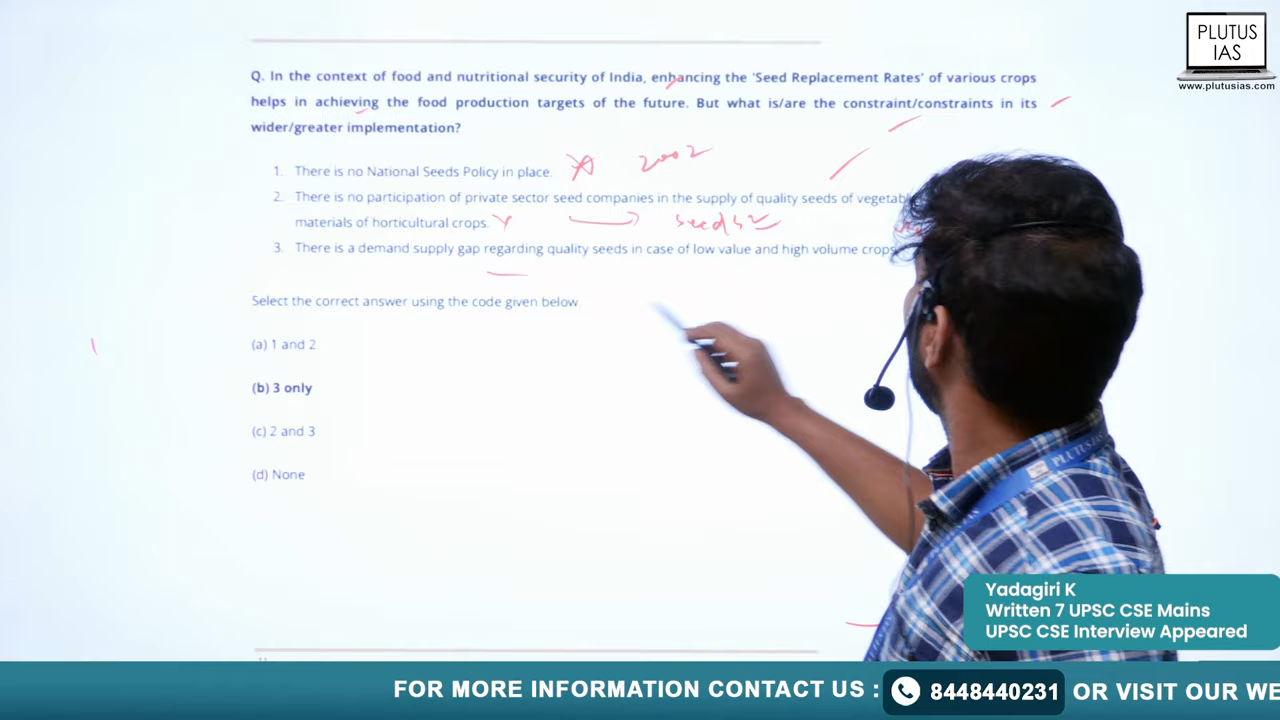 PLUTUS
IAS
www.plutusias.com
Q. In the context of food and nutritional security of India, enhancing the 'Seed Replacement Rates' of various crops
helps in achieving the food production targets of the future. But what is/are the constraint/constraints in its
wider/greater implementation?
1. There is no National Seeds Policy in place. 2002
2. There is no participation of private sector seed companies in the supply of quality seeds of
materials of horticultural crops. seeds
3. There is a demand supply gap regarding quality seeds in case of low value and high volume crops
Select the correct answer using the code given below
(a) 1 and 2
(b) 3 only
(c) 2 and 3
(d) None
PLUTUS
Yadagiri K
Written 7 UPSC CSE Mains
UPSC CSE Interview Appeared
FOR MORE INFORMATION CONTACT US : 8448440231 OR VISIT OUR WE